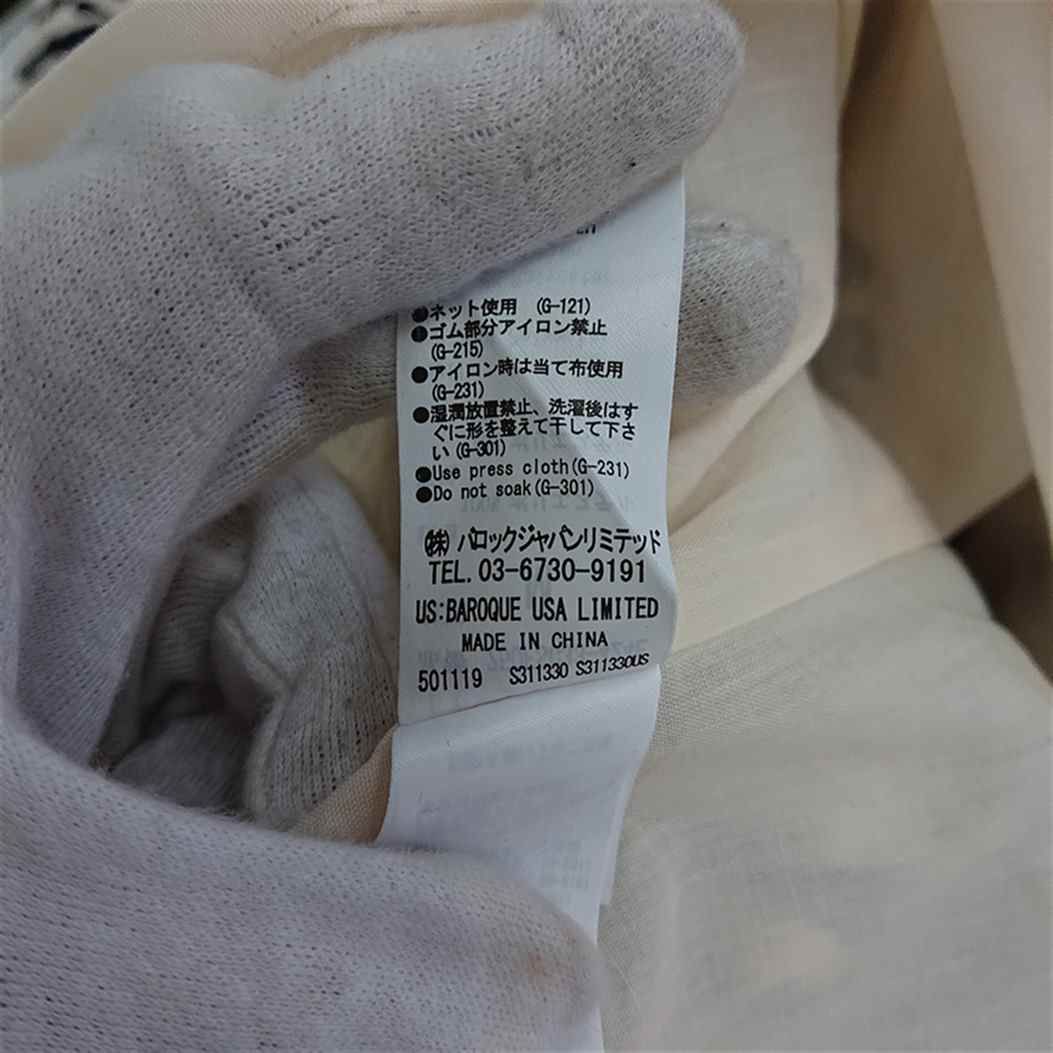 ●ネット使用 (G-121)
●ゴム部分アイロン禁止
(G-215)
●アイロン時は当て布使用
(G-231)
●湿潤放置禁止、洗濯後はす
ぐに形を整えて干して下さ
い(G-301)
●Use press cloth(G-231)
●Do not soak(G-301)
(株)バロックジャパンリミテッド
TEL. 03-6730-9191
US:BAROQUE USA LIMITED
MADE IN CHINA
501119 S311330 S311330US